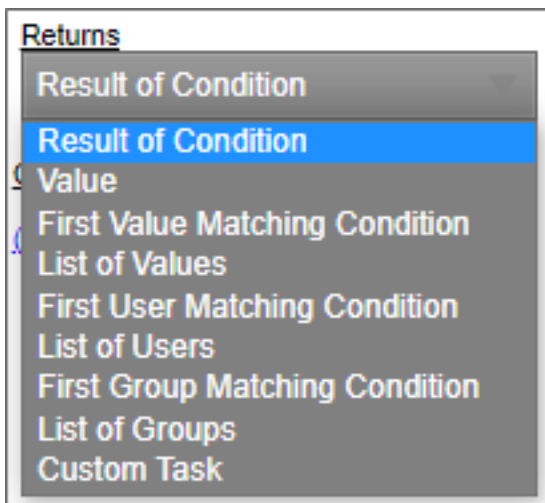 Returns
Result of Condition
Result of Condition
Value
First Value Matching Condition
List of Values
First User Matching Condition
List of Users
First Group Matching Condition
List of Groups
Custom Task